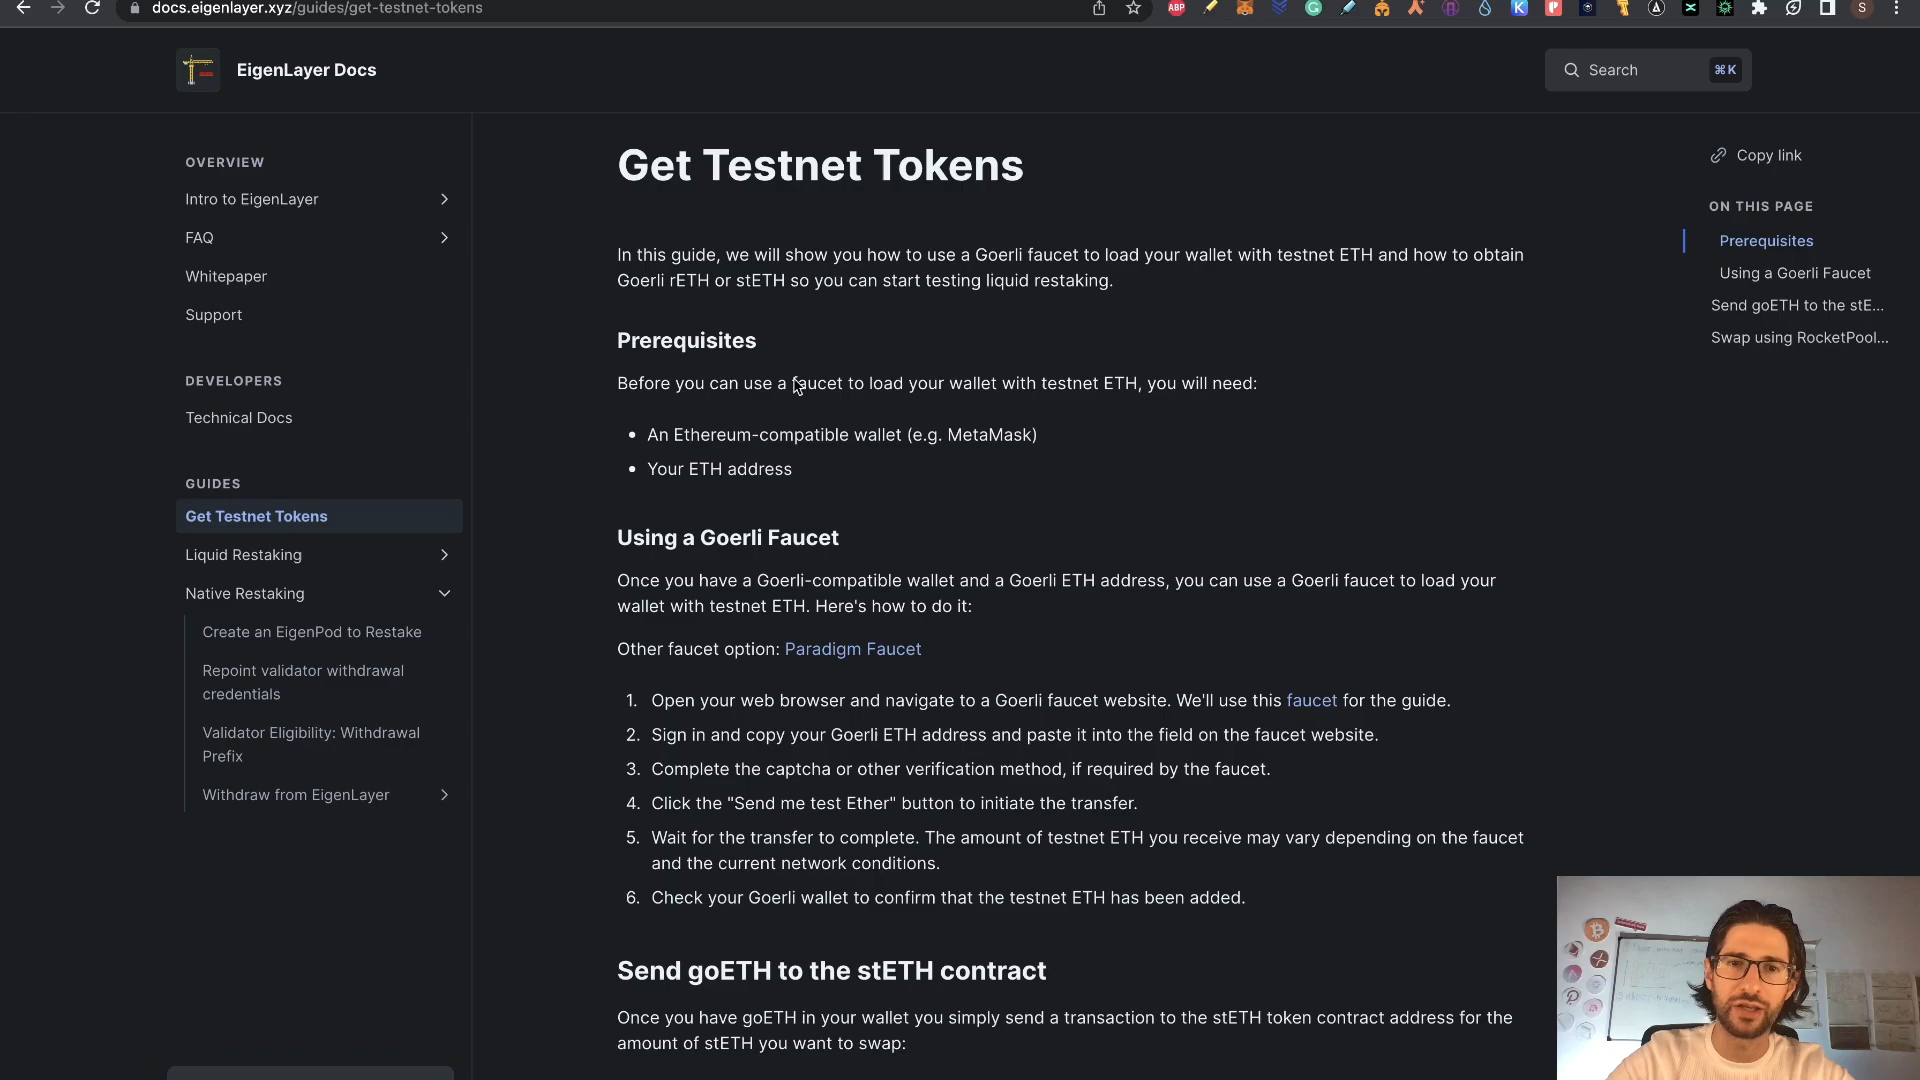 docs.eigenlayer.xyz/guides/get-testnet-tokens
ABP
K
S
EigenLayer Docs
Search
⌘K
OVERVIEW
Intro to EigenLayer
FAQ
Whitepaper
Support
DEVELOPERS
Technical Docs
GUIDES
Get Testnet Tokens
Liquid Restaking
Native Restaking
Create an EigenPod to Restake
Repoint validator withdrawal
credentials
Validator Eligibility: Withdrawal
Prefix
Withdraw from EigenLayer
Get Testnet Tokens
In this guide, we will show you how to use a Goerli faucet to load your wallet with testnet ETH and how to obtain
Goerli rETH or stETH so you can start testing liquid restaking.
Prerequisites
Before you can use a faucet to load your wallet with testnet ETH, you will need:
• An Ethereum-compatible wallet (e.g. MetaMask)
• Your ETH address
Using a Goerli Faucet
Once you have a Goerli-compatible wallet and a Goerli ETH address, you can use a Goerli faucet to load your
wallet with testnet ETH. Here's how to do it:
Other faucet option: Paradigm Faucet
1. Open your web browser and navigate to a Goerli faucet website. We'll use this faucet for the guide.
2. Sign in and copy your Goerli ETH address and paste it into the field on the faucet website.
3. Complete the captcha or other verification method, if required by the faucet.
4. Click the "Send me test Ether" button to initiate the transfer.
5. Wait for the transfer to complete. The amount of testnet ETH you receive may vary depending on the faucet
and the current network conditions.
6. Check your Goerli wallet to confirm that the testnet ETH has been added.
Send goETH to the stETH contract
Once you have goETH in your wallet you simply send a transaction to the stETH token contract address for the
amount of stETH you want to swap:
Copy link
ON THIS PAGE
Prerequisites
Using a Goerli Faucet
Send goETH to the stE...
Swap using RocketPool...